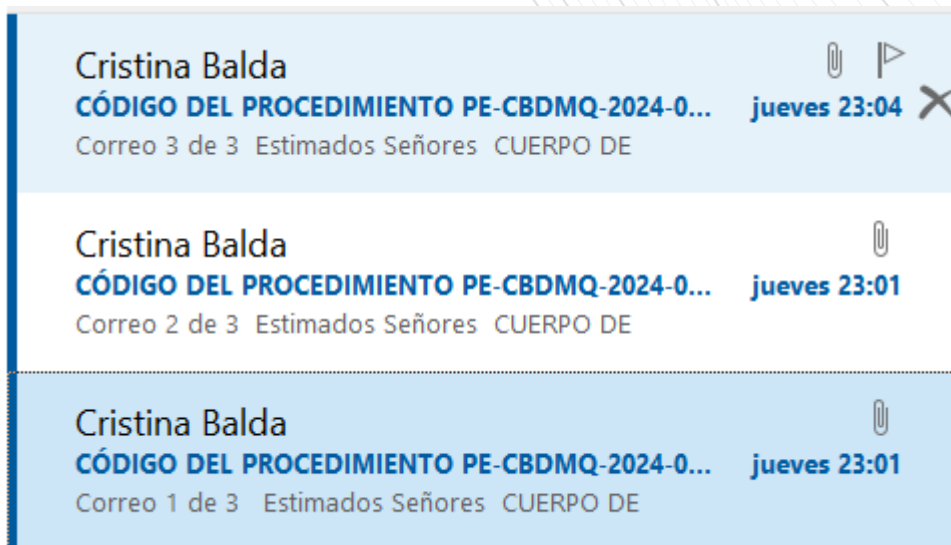 Cristina Balda
CÓDIGO DEL PROCEDIMIENTO PE-CBDMQ-2024-0... jueves 23:04
Correo 3 de 3 Estimados Señores CUERPO DE
Cristina Balda
CÓDIGO DEL PROCEDIMIENTO PE-CBDMQ-2024-0... jueves 23:01
Correo 2 de 3 Estimados Señores CUERPO DE
Cristina Balda
CÓDIGO DEL PROCEDIMIENTO PE-CBDMQ-2024-0... jueves 23:01
Correo 1 de 3 Estimados Señores CUERPO DE